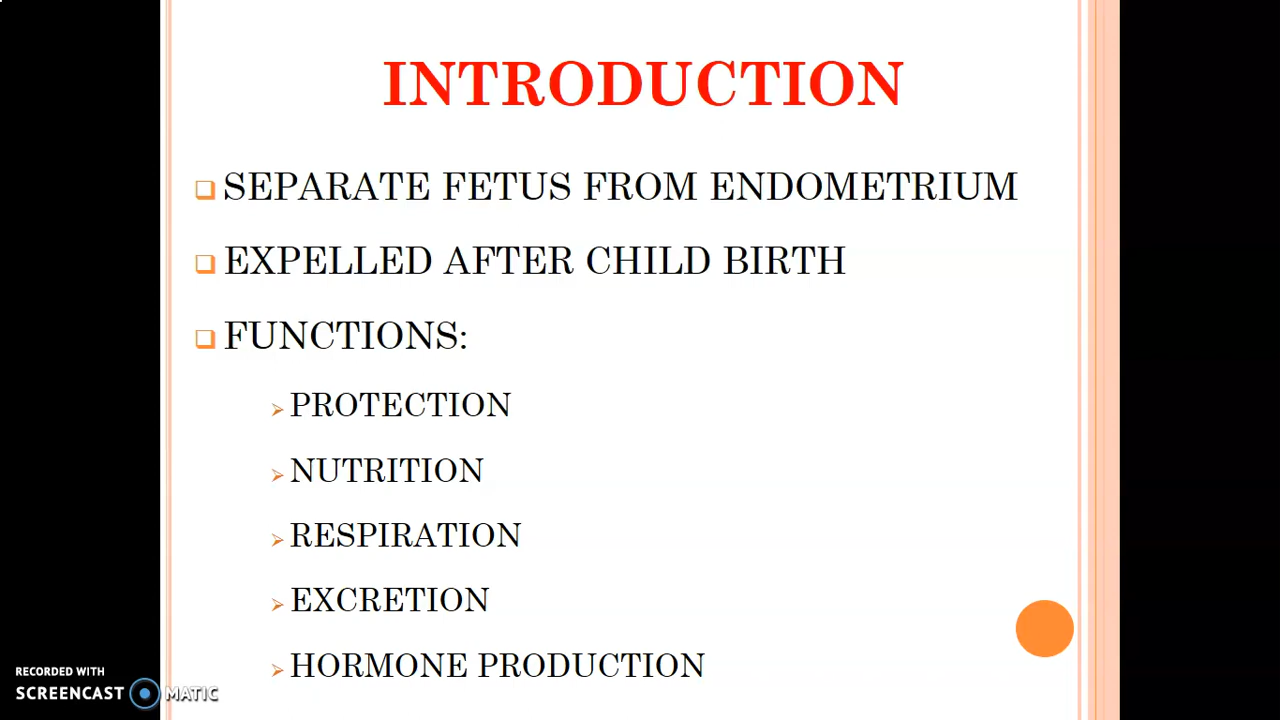 INTRODUCTION
SEPARATE FETUS FROM ENDOMETRIUM
EXPELLED AFTER CHILD BIRTH
FUNCTIONS:
PROTECTION
NUTRITION
RESPIRATION
EXCRETION
HORMONE PRODUCTION
RECORDED WITH
SCREENCAST MATIC